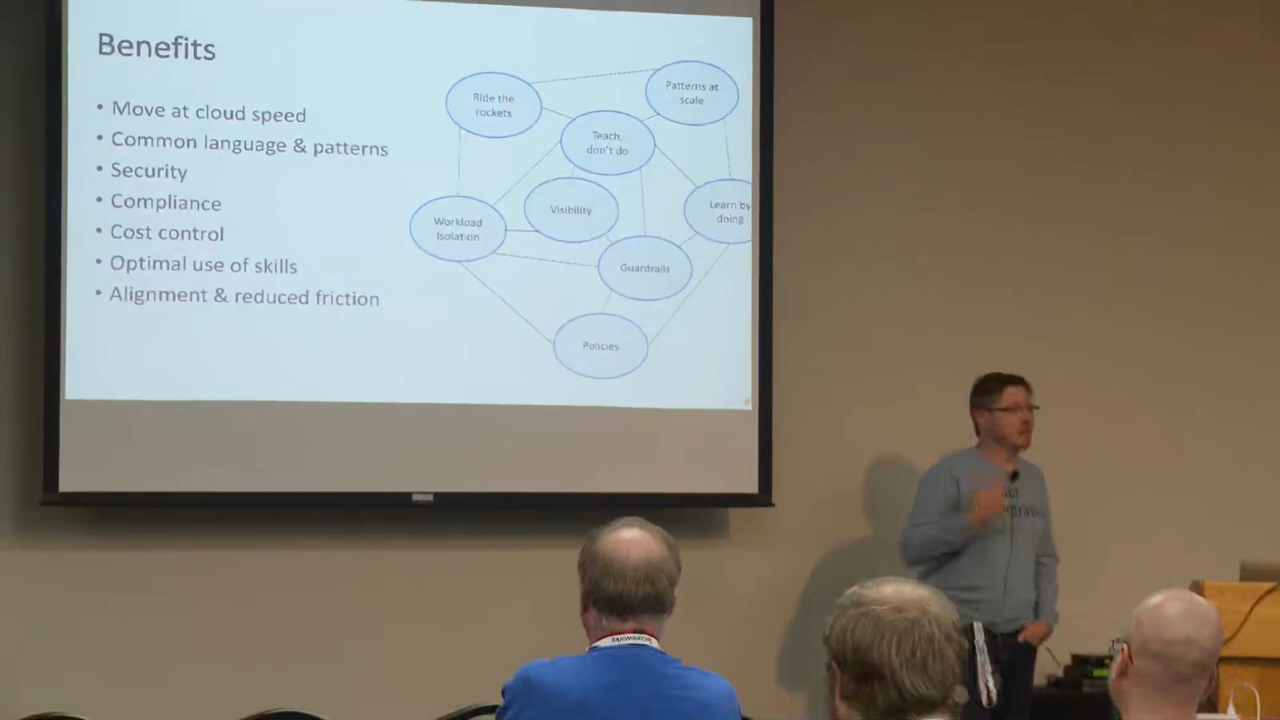 Benefits
• Move at cloud speed
• Common language & patterns
• Security
• Compliance
• Cost control
• Optimal use of skills
• Alignment & reduced friction
Ride the
rockets
Patterns at
scale
Teach,
don't do
Visibility
Learn by
doing
Workload
Isolation
Guardrails
Policies